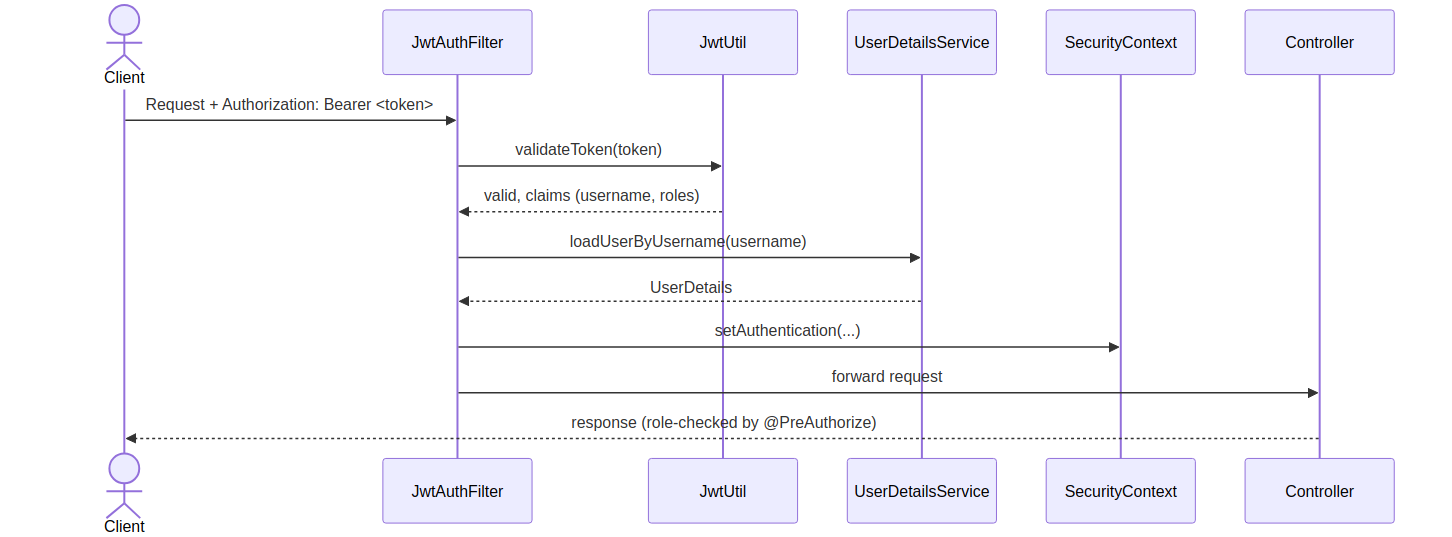 Client
JwtAuthFilter
JwtUtil
UserDetailsService
SecurityContext
Controller
Request + Authorization: Bearer <token>
validateToken(token)
valid, claims (username, roles)
loadUserByUsername(username)
UserDetails
setAuthentication(...)
forward request
response (role-checked by @PreAuthorize)
Client
JwtAuthFilter
JwtUtil
UserDetailsService
SecurityContext
Controller